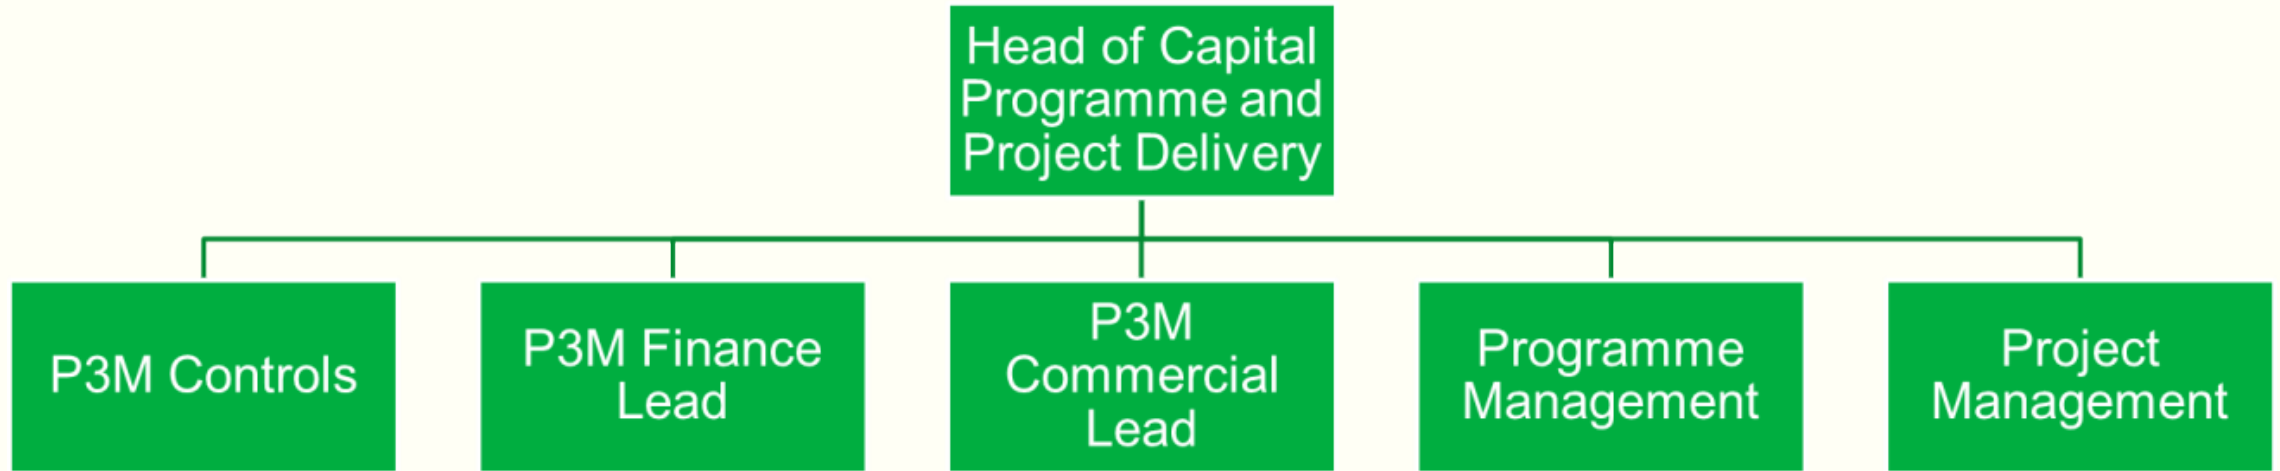 Head of Capital
Programme and
Project Delivery
P3M Controls
P3M Finance
Lead
P3M
Commercial
Lead
Programme
Management
Project
Management